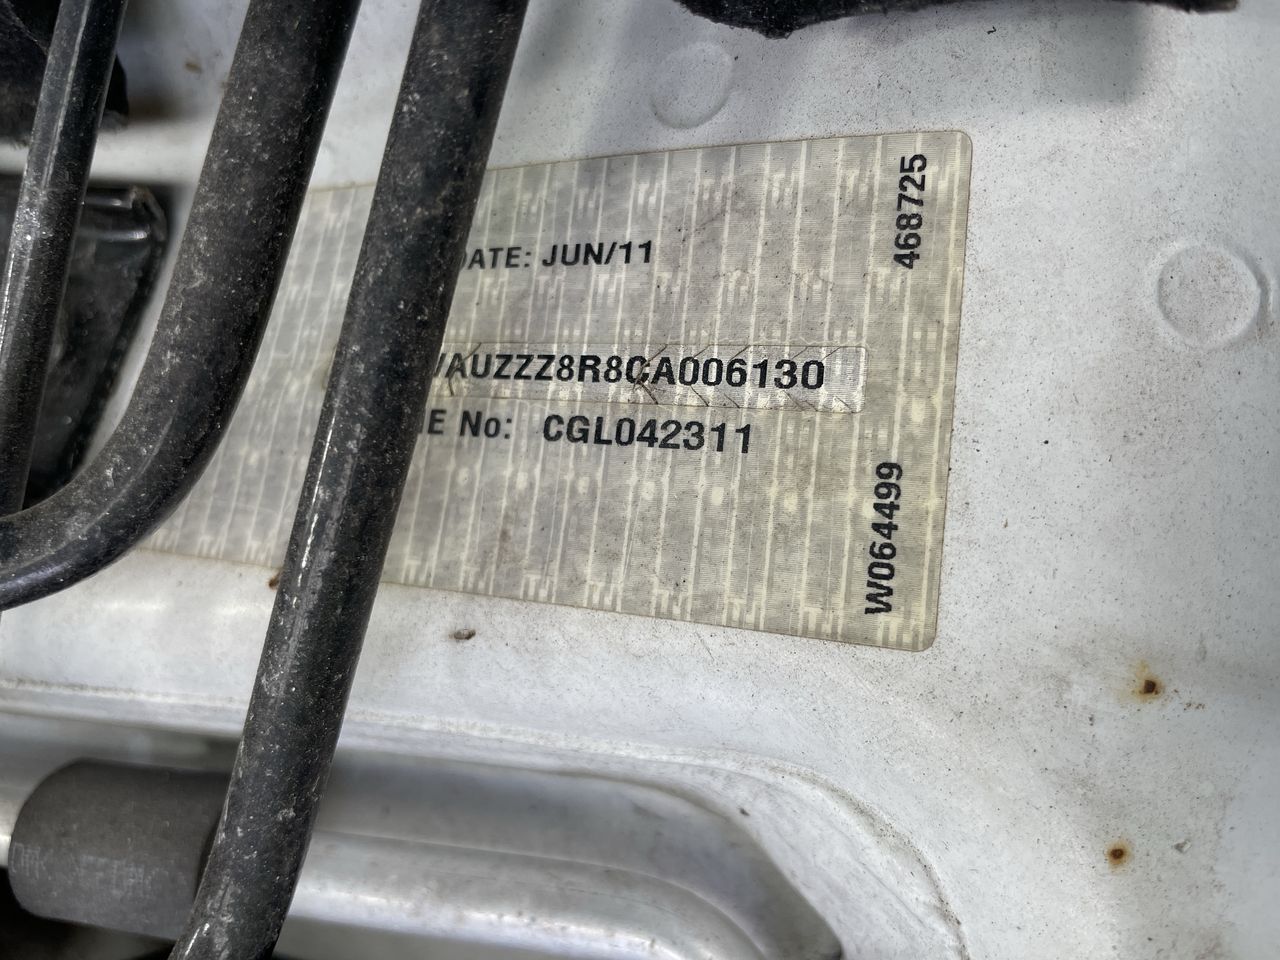 DATE: JUN/11
WAUZZZ8R8CA006130
E No: CGL042311
468725
W064499